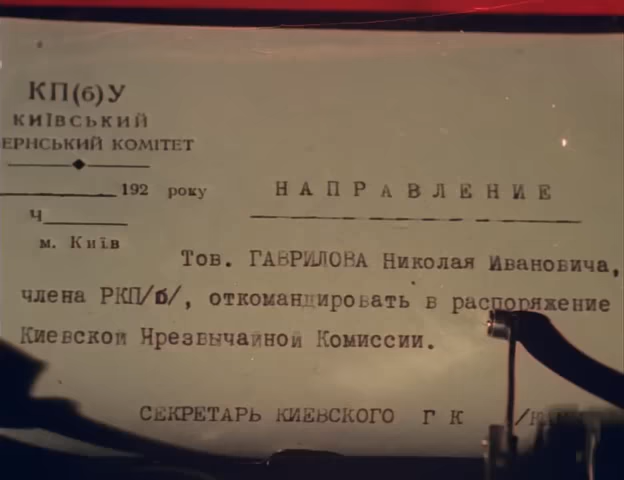 КП(б)У
КИЇВСЬКИЙ
ЕРНСЬКИЙ КОМІТЕТ
192 року
Ч
м. Київ
НАПРАВЛЕНИЕ
Тов. ГАВРИЛОВА Николая Ивановича,
члена РКП/б/, откомандировать в распоряжение
Киевской Чрезвычайной Комиссии.
СЕКРЕТАРЬ КИЕВСКОГО Г К